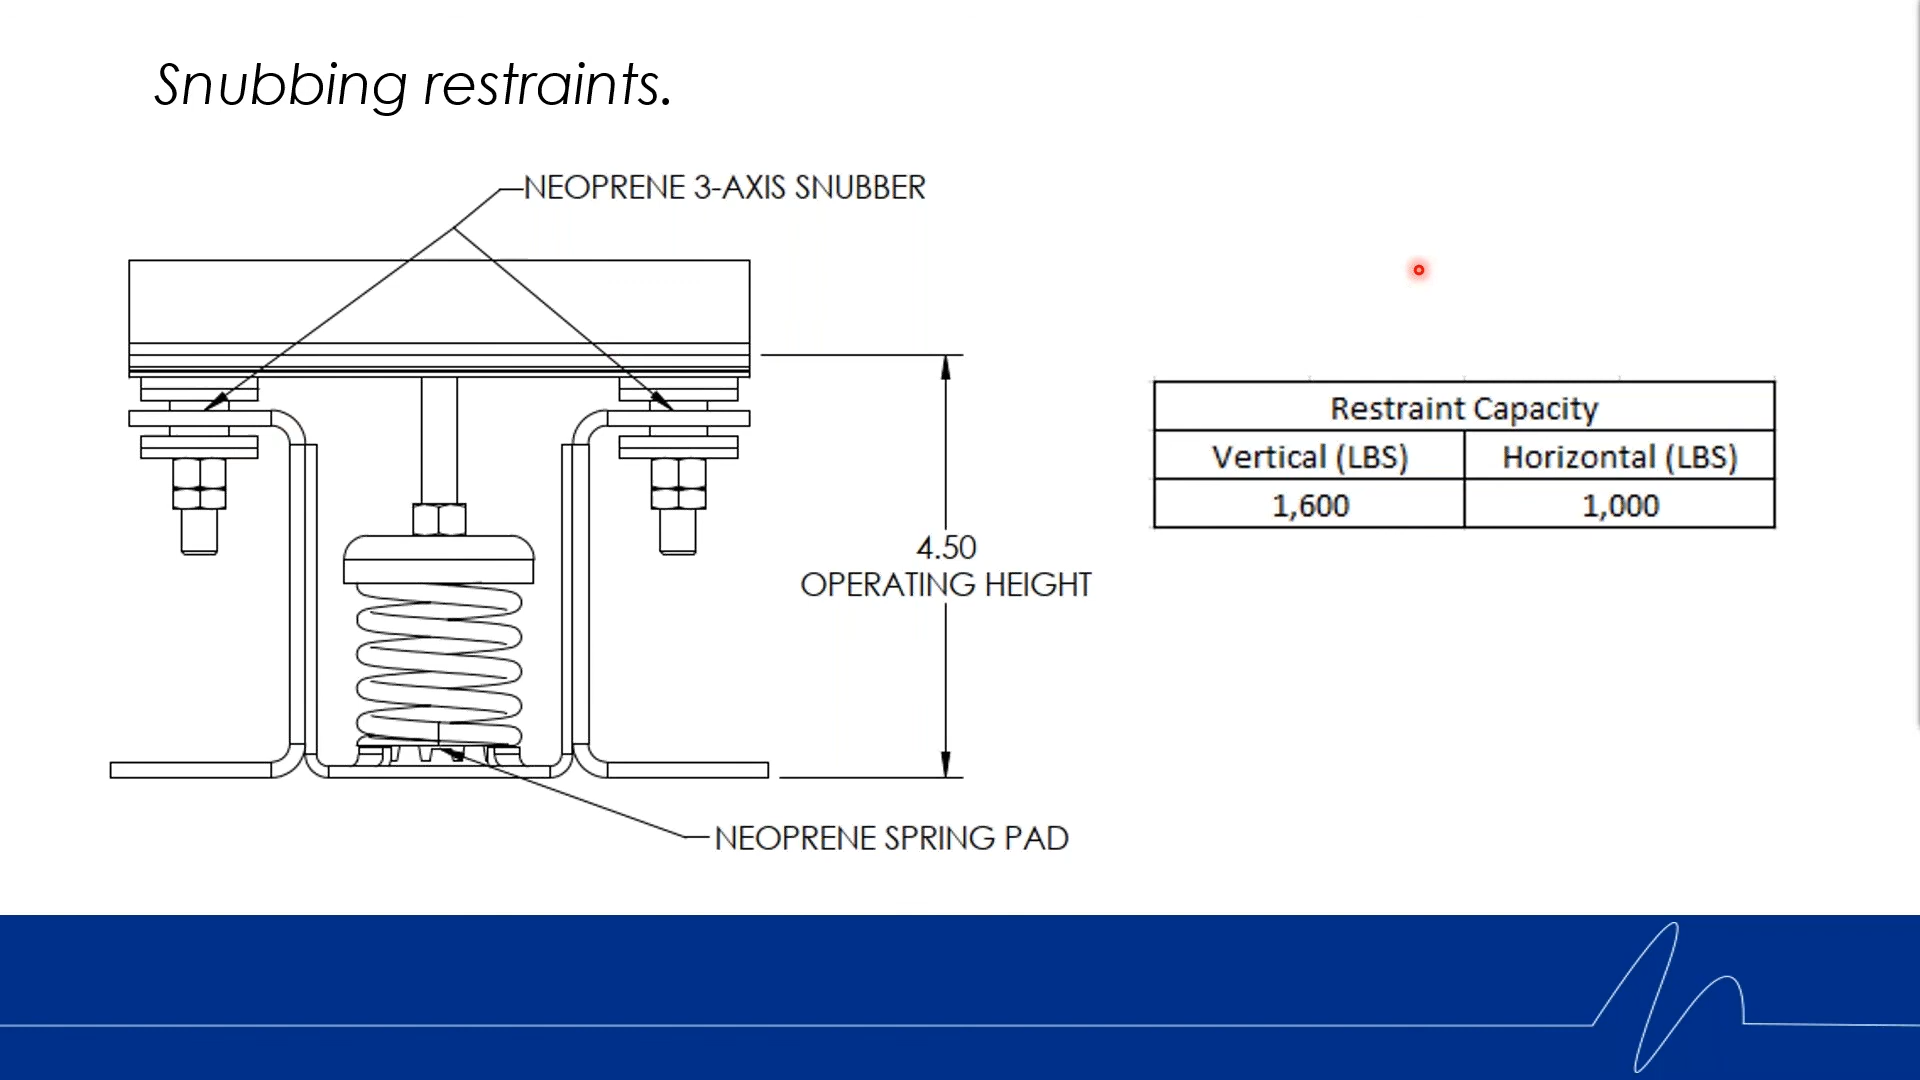 Snubbing restraints.
NEOPRENE 3-AXIS SNUBBER
Restraint Capacity
Vertical (LBS) Horizontal (LBS)
1,600 1,000
4.50
OPERATING HEIGHT
NEOPRENE SPRING PAD